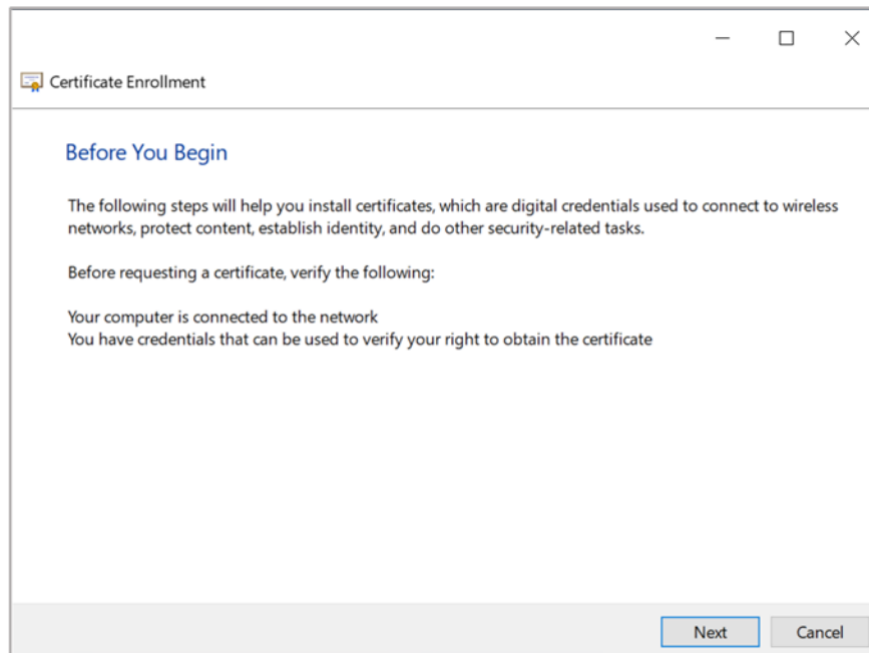 Certificate Enrollment
Before You Begin
The following steps will help you install certificates, which are digital credentials used to connect to wireless
networks, protect content, establish identity, and do other security-related tasks.
Before requesting a certificate, verify the following:
Your computer is connected to the network
You have credentials that can be used to verify your right to obtain the certificate
Next
Cancel